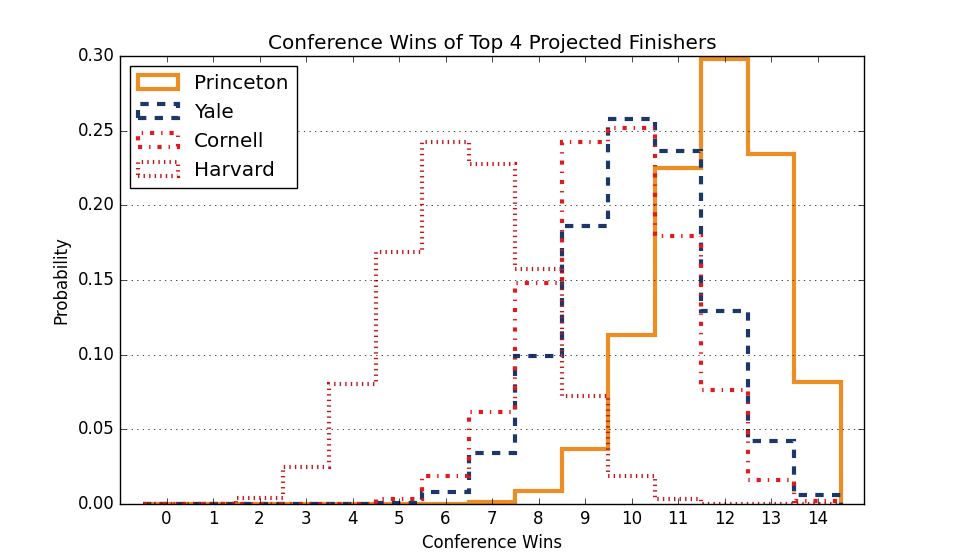 Conference Wins of Top 4 Projected Finishers
Princeton
Yale
Cornell
Harvard
0.30
0.25
0.20
0.15
0.10
0.05
0.00
Probability
0 1 2 3 4 5 6 7 8 9 10 11 12 13 14
Conference Wins